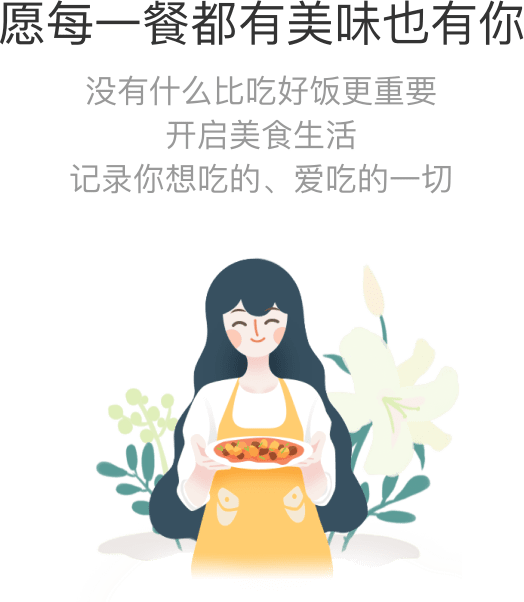 愿每一餐都有美味也有你
没有什么比吃好饭更重要
开启美食生活
记录你想吃的、爱吃的一切